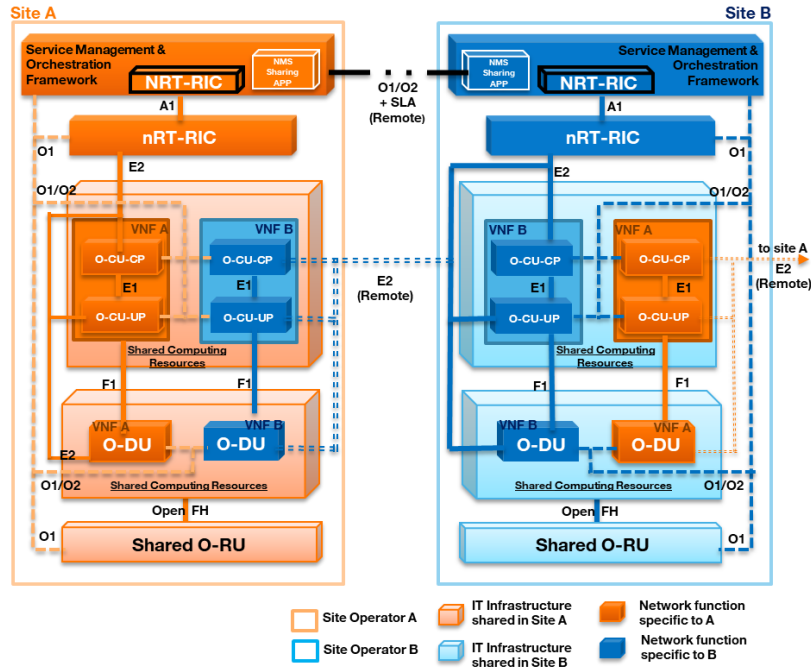 Site A
Service Management &
Orchestration
Framework
NRT-RIC
NMS
Sharing
APP
A1
nRT-RIC
O1
E2
O1/O2
VNF A
VNF B
O-CU-CP
O-CU-CP
E1
E1
O-CU-UP
O-CU-UP
Shared Computing
Resources
F1
F1
VNF A
VNF B
O-DU
O-DU
E2
O1/O2
Shared Computing Resources
Open FH
O1
Shared O-RU
O1/O2
+ SLA
(Remote)
E2
(Remote)
Site B
NMS
Sharing
APP
Service Management &
Orchestration
Framework
NRT-RIC
A1
nRT-RIC
O1
E2
O1/O2
VNF B
VNF A
O-CU-CP
O-CU-CP
E1
E1
O-CU-UP
O-CU-UP
Shared Computing
Resources
to site A
E2
(Remote)
F1
F1
VNF B
VNF A
O-DU
O-DU
O1/O2
Shared Computing Resources
Open FH
Shared O-RU
O1
Site Operator A
Site Operator B
IT Infrastructure
shared in Site A
IT Infrastructure
shared in Site B
Network function
specific to A
Network function
specific to B